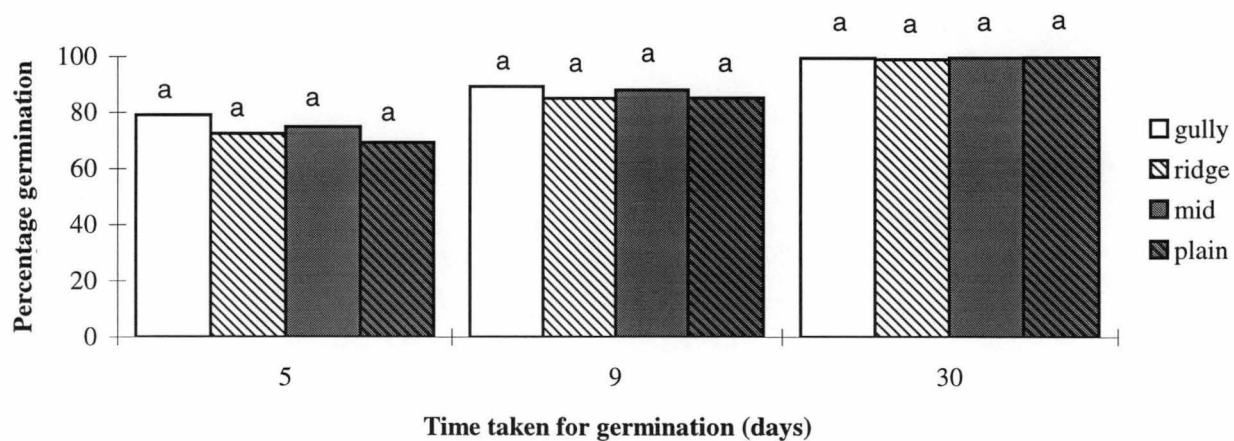 a a a a
a a a a
a a a a
Percentage germination
100
80
60
40
20
0
5 9 30
Time taken for germination (days)
gully
ridge
mid
plain